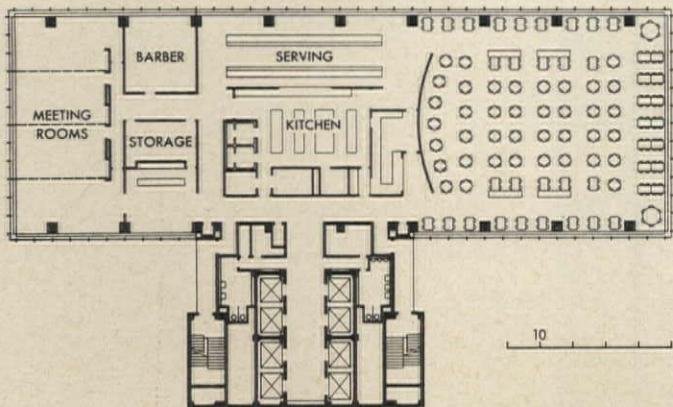 BARBER
SERVING
MEETING
ROOMS
STORAGE
KITCHEN
10